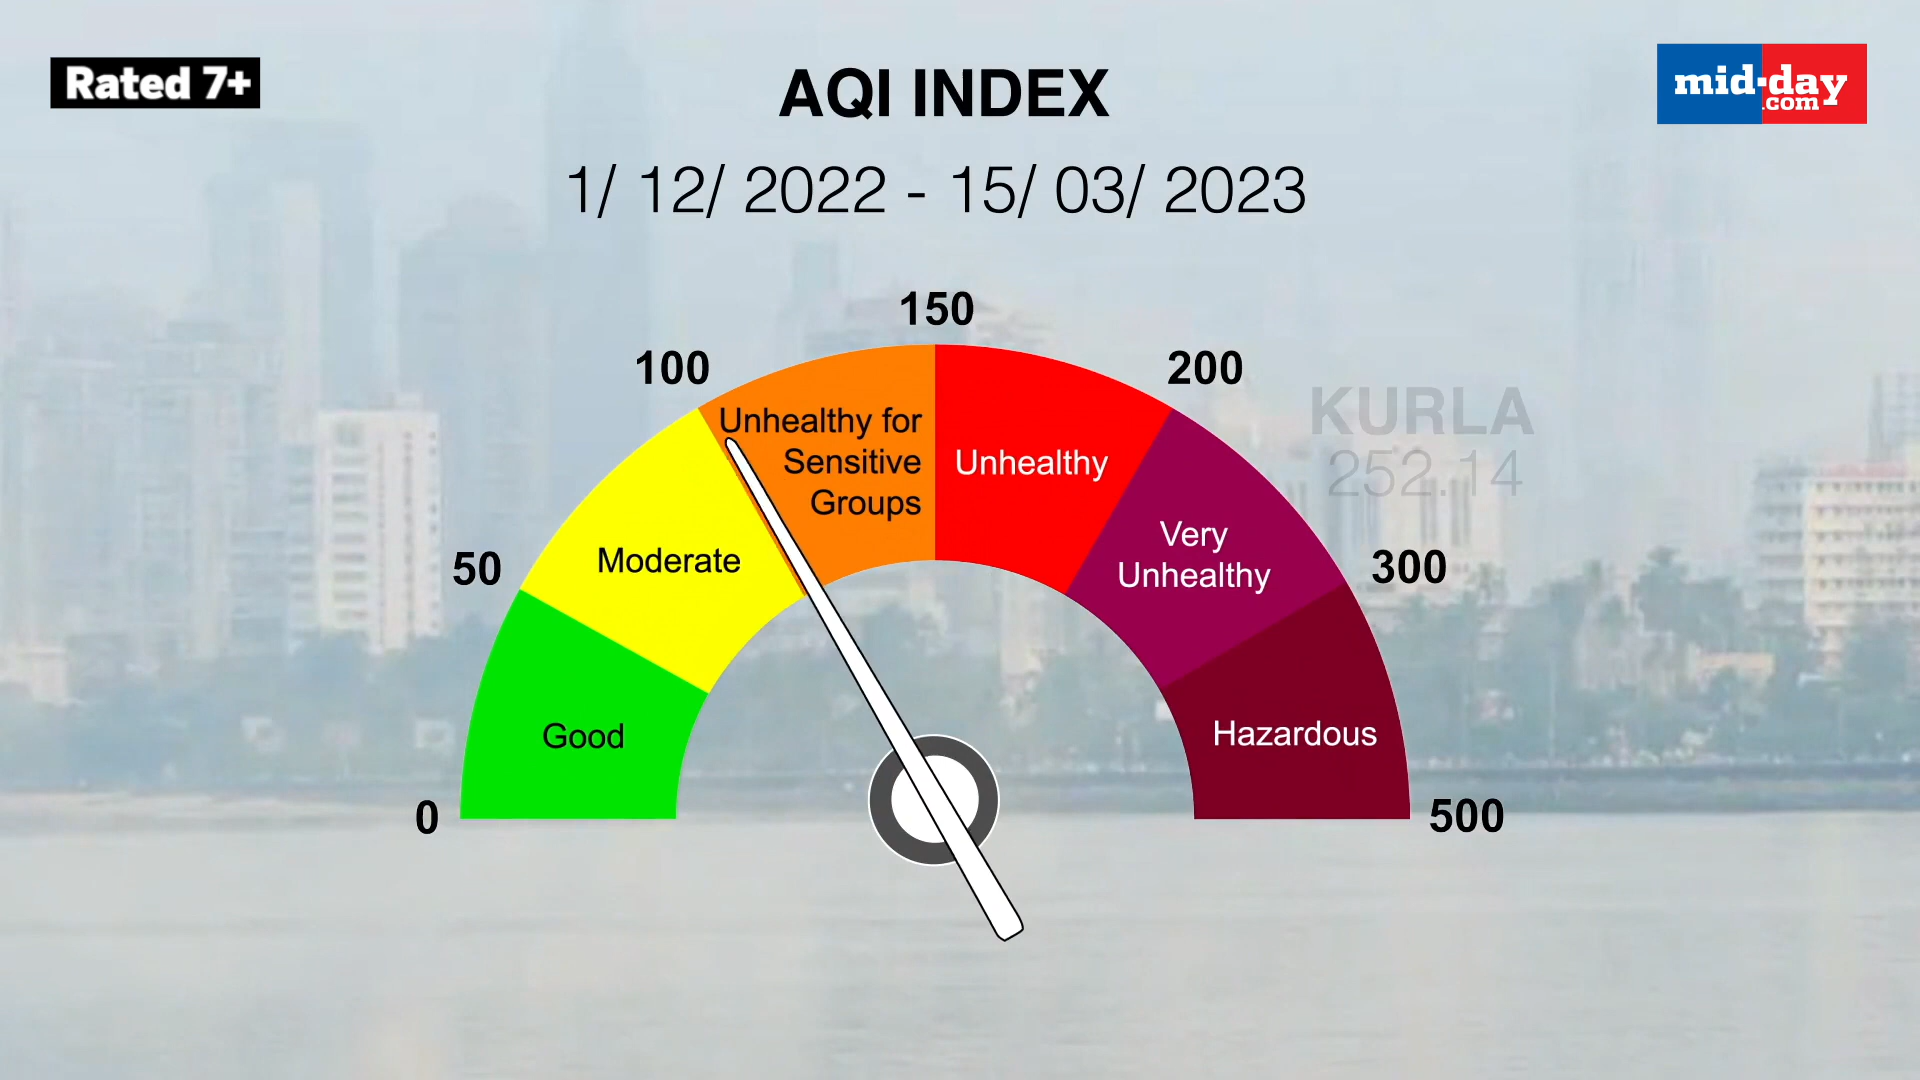 Rated 7+
AQI INDEX
mid-day
.com
1/ 12/ 2022 - 15/ 03/ 2023
150
100
200
KURLA
252.14
Unhealthy for
Sensitive
Groups
Unhealthy
Very
Unhealthy
Moderate
50
300
Good
Hazardous
0
500